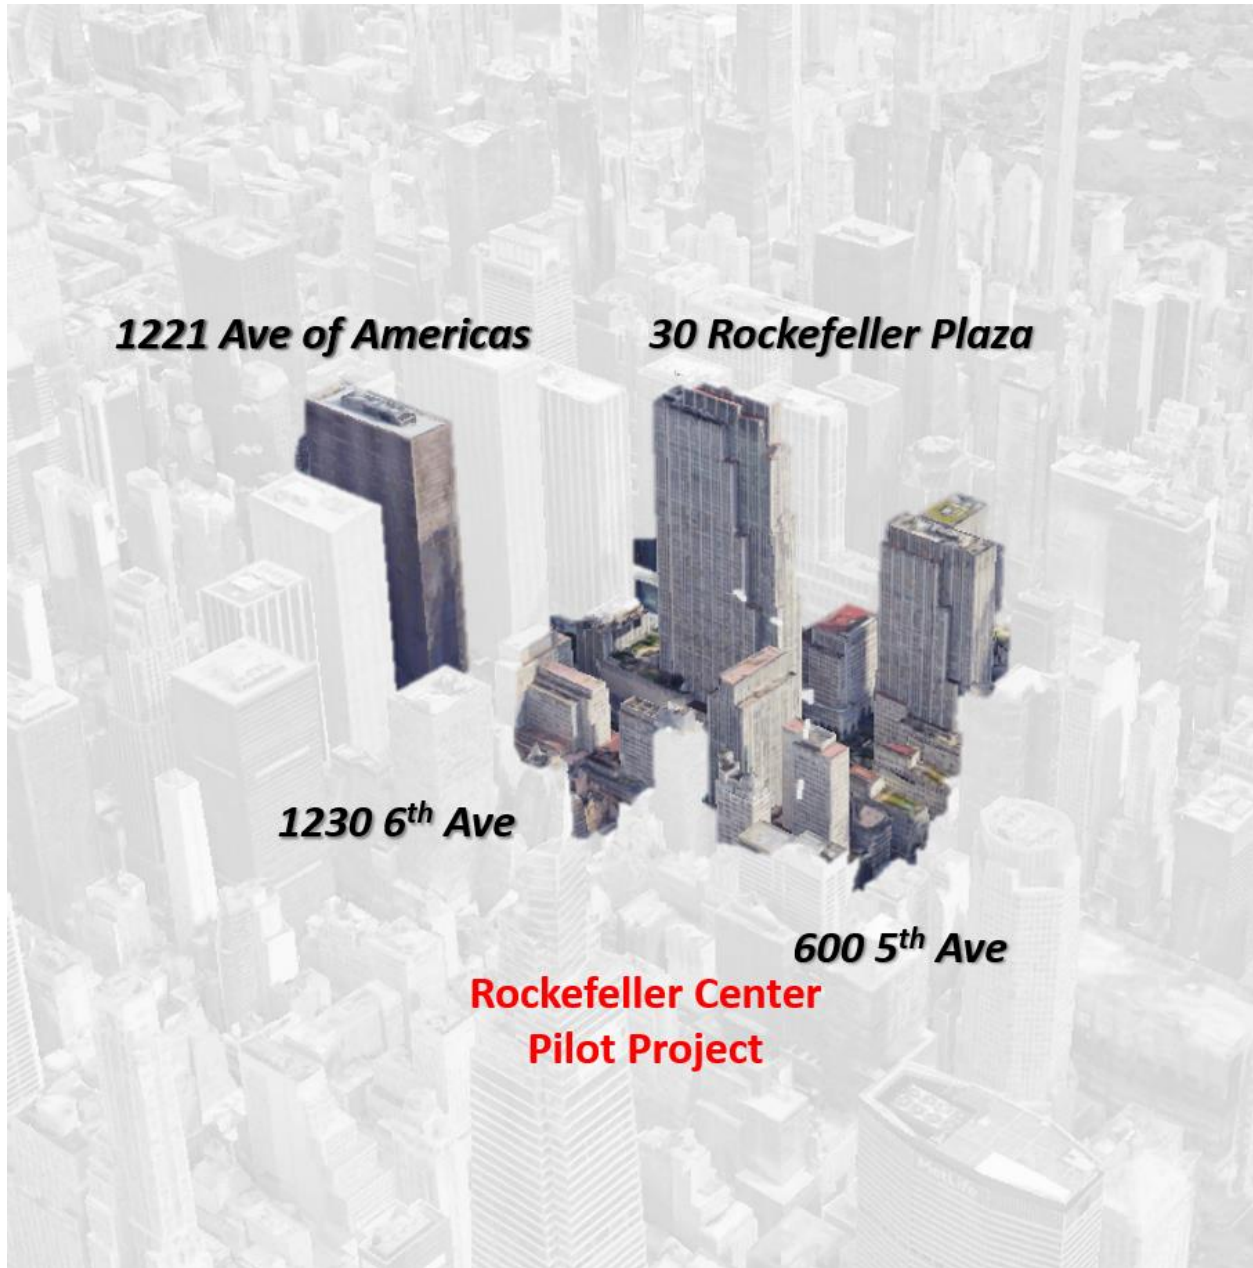 1221 Ave of Americas
30 Rockefeller Plaza
1230 6th Ave
600 5th Ave
Rockefeller Center
Pilot Project